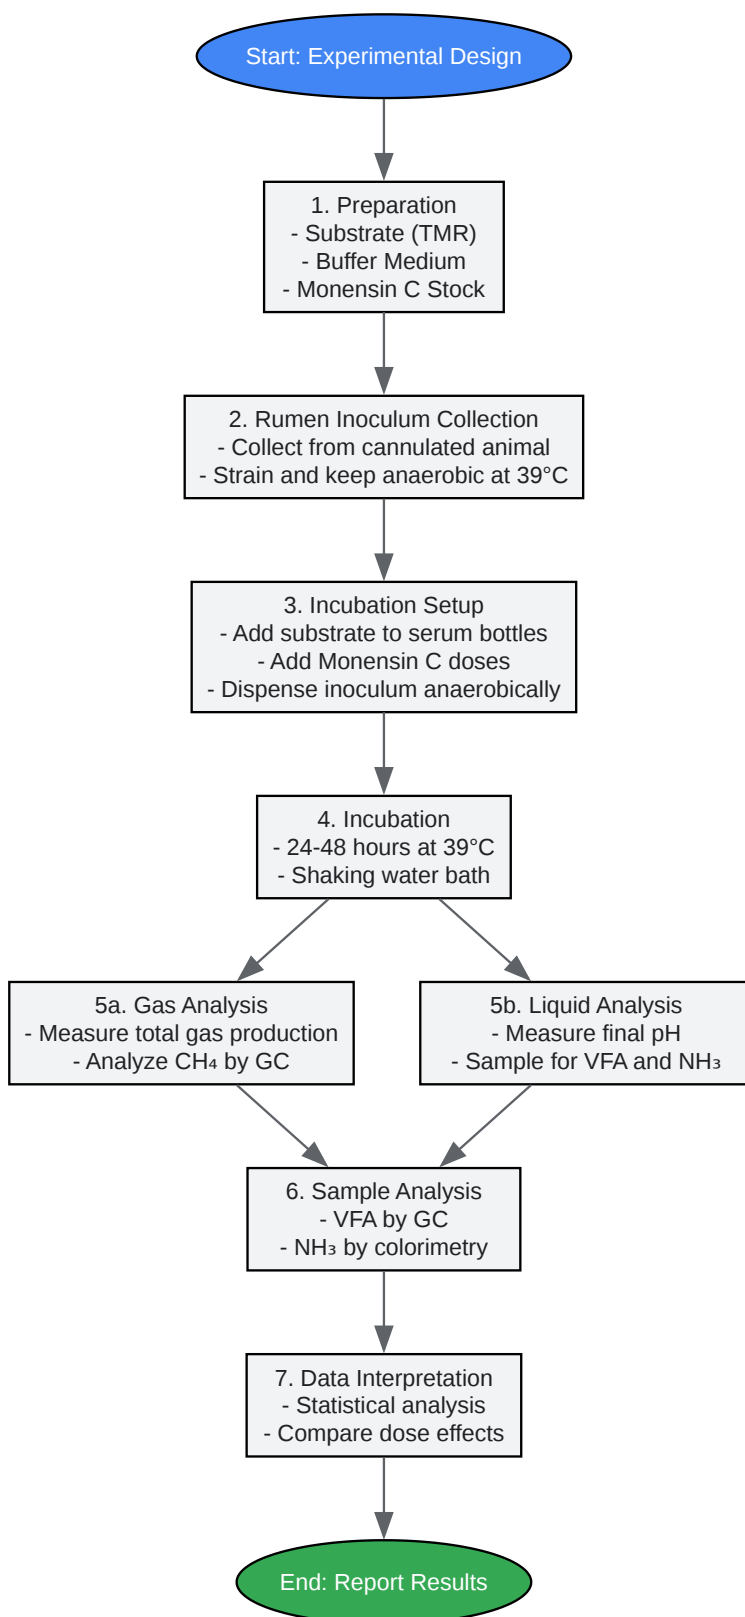 Start: Experimental Design
1. Preparation
- Substrate (TMR)
- Buffer Medium
- Monensin C Stock
2. Rumen Inoculum Collection
- Collect from cannulated animal
- Strain and keep anaerobic at 39°C
3. Incubation Setup
- Add substrate to serum bottles
- Add Monensin C doses
- Dispense inoculum anaerobically
4. Incubation
- 24-48 hours at 39°C
- Shaking water bath
5a. Gas Analysis
- Measure total gas production
- Analyze CH₄ by GC
5b. Liquid Analysis
- Measure final pH
- Sample for VFA and NH₃
6. Sample Analysis
- VFA by GC
- NH₃ by colorimetry
7. Data Interpretation
- Statistical analysis
- Compare dose effects
End: Report Results